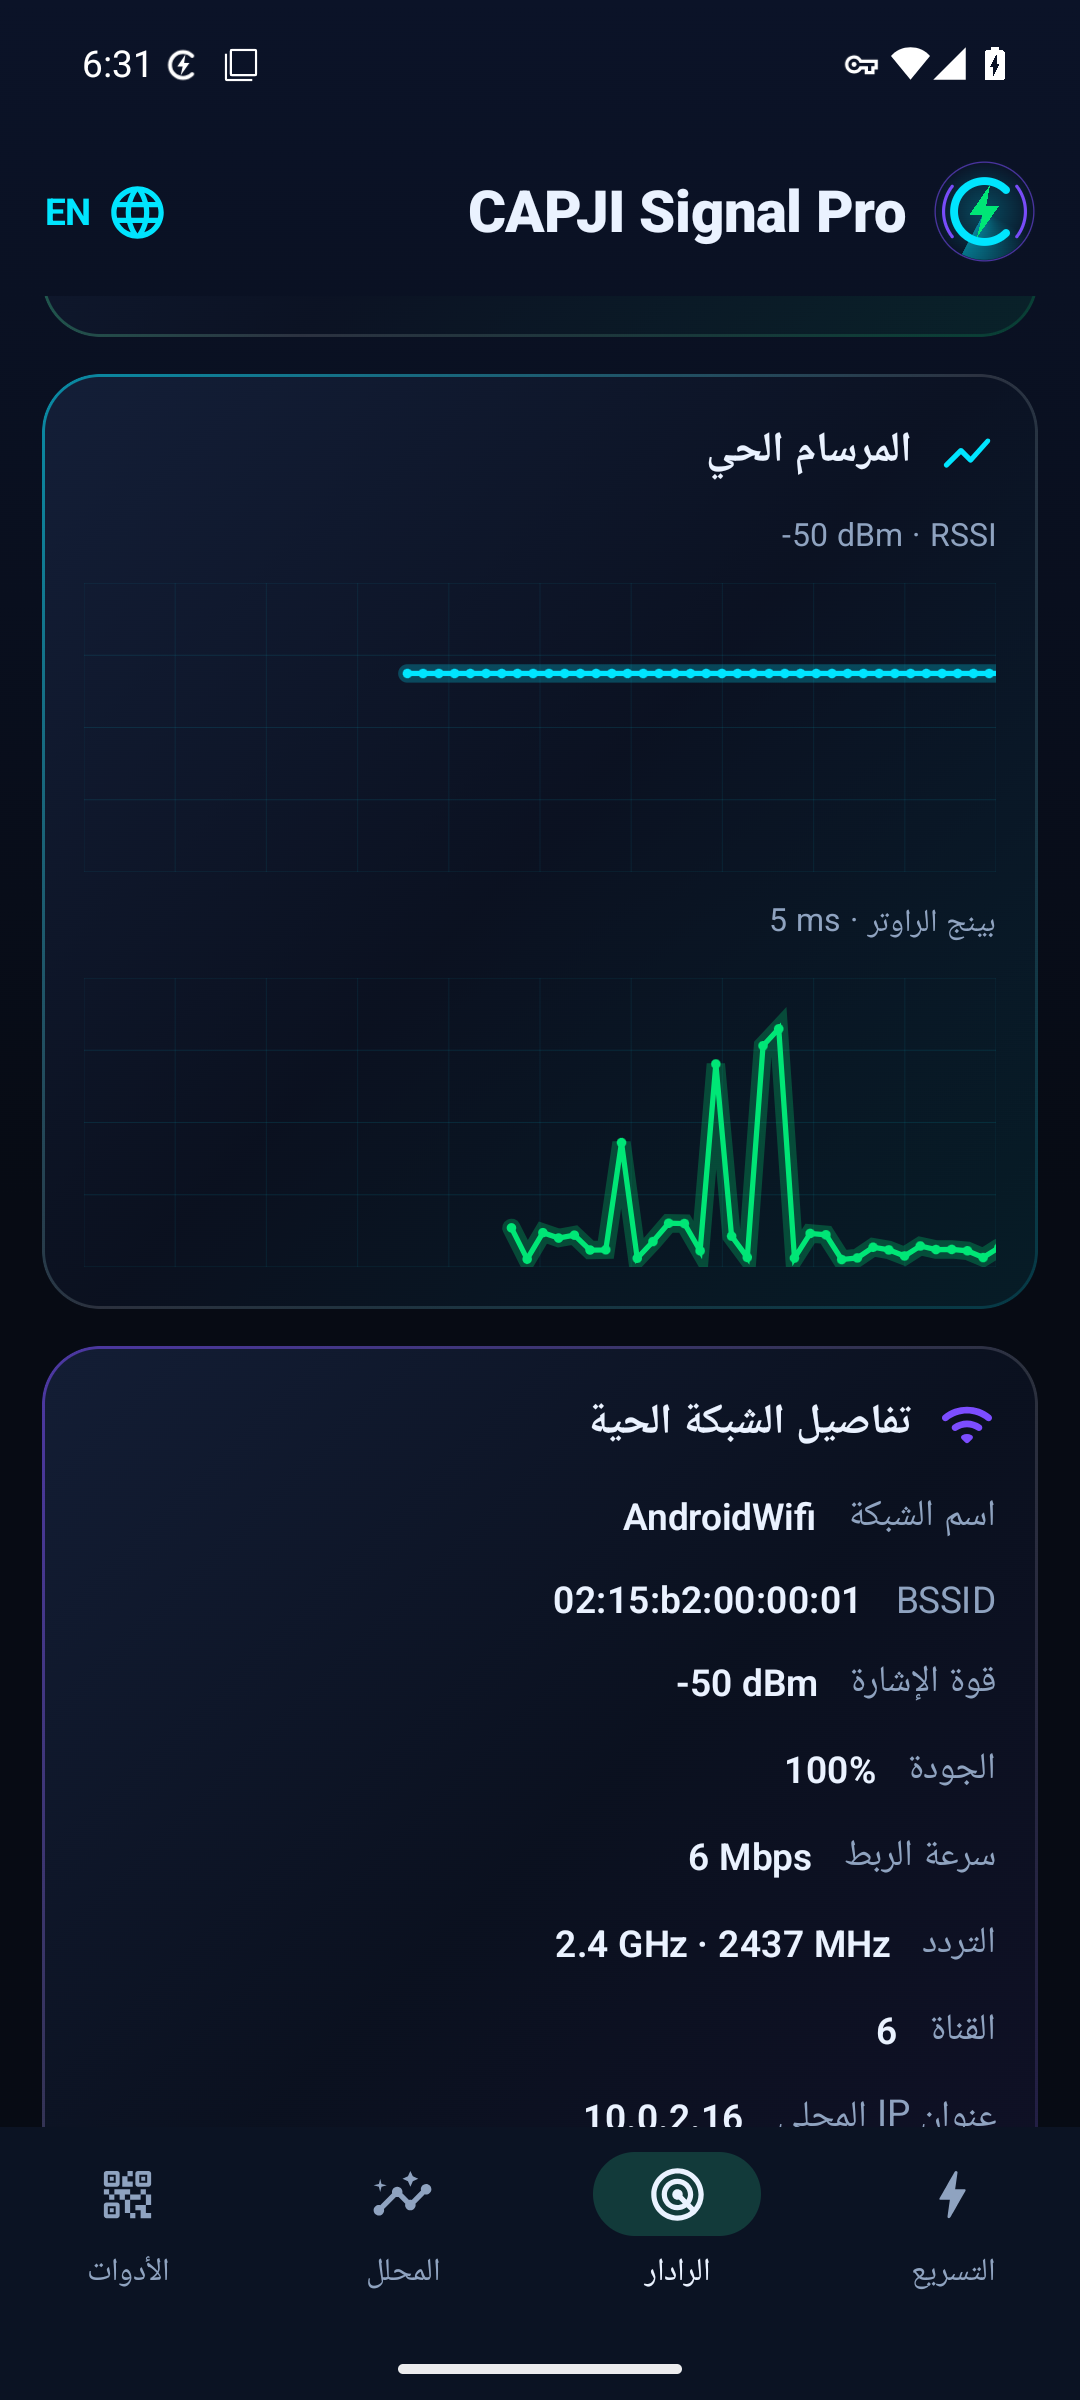 6:31
CAPJI Signal Pro
EN
المرسام الحي
-50 dBm · RSSI
بينج الراوتر · 5 ms
تفاصيل الشبكة الحية
اسم الشبكة AndroidWifi
BSSID 02:15:b2:00:00:01
قوة الإشارة -50 dBm
الجودة 100%
سرعة الربط 6 Mbps
التردد 2.4 GHz · 2437 MHz
القناة 6
عنوان IP المحلي 10.0.2.16
التسريع
الرادار
المحلل
الأدوات